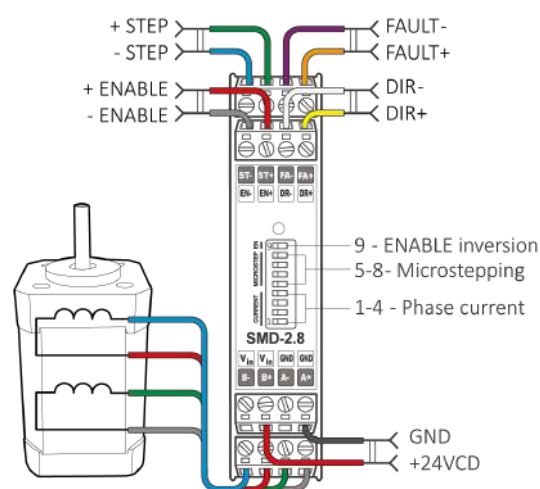 + STEP
- STEP
+ ENABLE
- ENABLE
FAULT-
FAULT+
DIR-
DIR+
ST- ST+ FA- FA+
EN- EN+ DR- DR+
9 - ENABLE inversion
5-8- Microstepping
1-4 - Phase current
EN
MICROSTEP
CURRENT
9
1
SMD-2.8
Vin Vin GND GND
B- B+ A- A+
GND
+24VCD